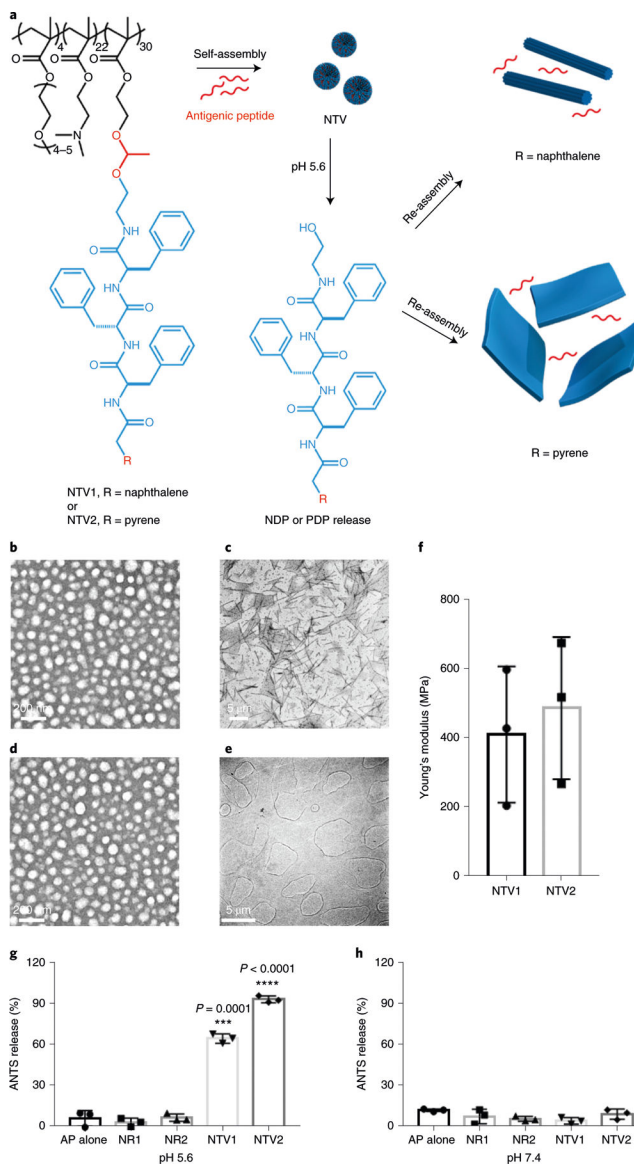 a
4
22
30
O
O
O
O
O
O
O
O
N
4–5
O
O
NH
O
HN
O
NH
O
HN
O
R
Self-assembly
Antigenic peptide
NTV
pH 5.6
HO
NH
O
HN
O
NH
O
HN
O
R
Re-assembly
R = naphthalene
Re-assembly
R = pyrene
NTV1, R = naphthalene
or
NTV2, R = pyrene
NDP or PDP release
b
200 nm
c
5 μm
d
200 nm
e
5 μm
f
Young's modulus (MPa)
800
600
400
200
0
NTV1
NTV2
g
ANTS release (%)
120
90
60
30
0
P = 0.0001
***
P < 0.0001
****
AP alone
NR1
NR2
NTV1
NTV2
pH 5.6
h
ANTS release (%)
120
90
60
30
0
AP alone
NR1
NR2
NTV1
NTV2
pH 7.4